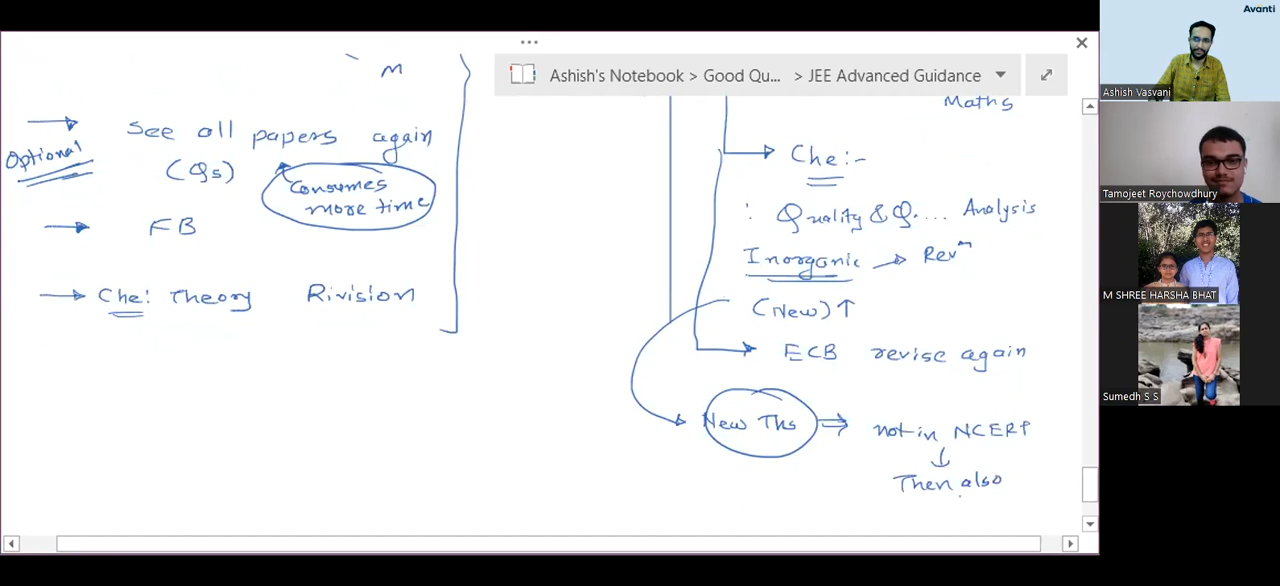 Avanti
Ashish's Notebook > Good Qu... > JEE Advanced Guidance
M
Optional
See all papers again
(Qs)
Consumes
more time
FB
Che: Theory Rivision
Maths
Che:-
Quality & Q.... Analysis
Inorganic → Revⁿ
(New) ↑
ECB revise again
New Ths ⇒ not in NCERT
Then also
Ashish Vasvani
Tamojeet Roychowdhury
M SHREE HARSHA BHAT
Sumedh S S